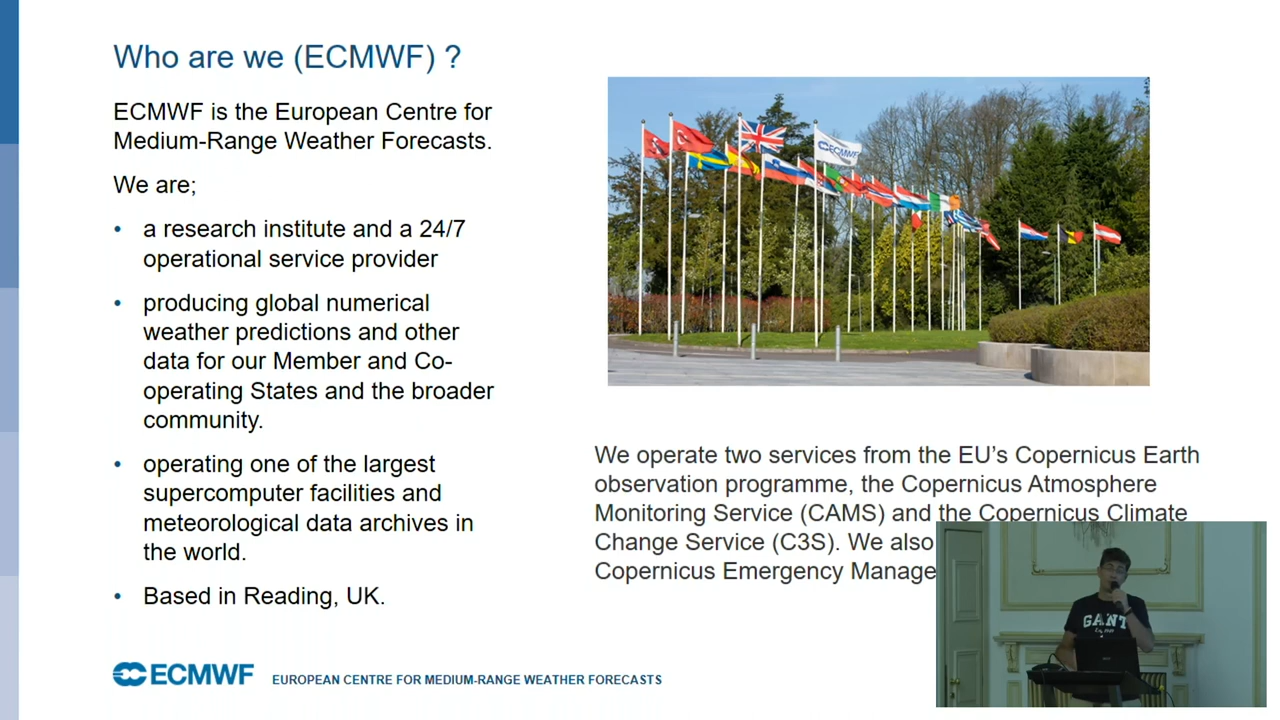 Who are we (ECMWF) ?
ECMWF is the European Centre for
Medium-Range Weather Forecasts.
We are;
• a research institute and a 24/7
operational service provider
• producing global numerical
weather predictions and other
data for our Member and Co-
operating States and the broader
community.
• operating one of the largest
supercomputer facilities and
meteorological data archives in
the world.
• Based in Reading, UK.
ECMWF
We operate two services from the EU’s Copernicus Earth
observation programme, the Copernicus Atmosphere
Monitoring Service (CAMS) and the Copernicus Climate
Change Service (C3S). We also
Copernicus Emergency Manage
GANT
ECMWF EUROPEAN CENTRE FOR MEDIUM-RANGE WEATHER FORECASTS